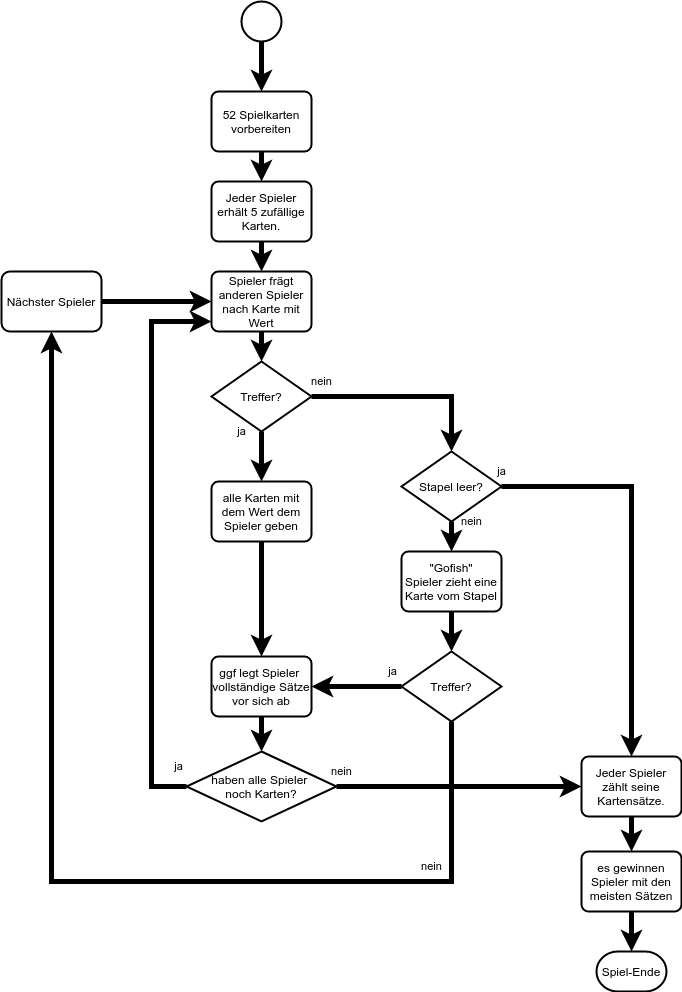 52 Spielkarten
vorbereiten
Jeder Spieler
erhält 5 zufällige
Karten.
Nächster Spieler
Spieler frägt
anderen Spieler
nach Karte mit
Wert
Treffer?
nein
ja
Stapel leer?
ja
nein
alle Karten mit
dem Wert dem
Spieler geben
"Gofish"
Spieler zieht eine
Karte vom Stapel
ggf legt Spieler
vollständige Sätze
vor sich ab
ja
Treffer?
haben alle Spieler
noch Karten?
ja
nein
nein
Jeder Spieler
zählt seine
Kartensätze.
es gewinnen
Spieler mit den
meisten Sätzen
Spiel-Ende